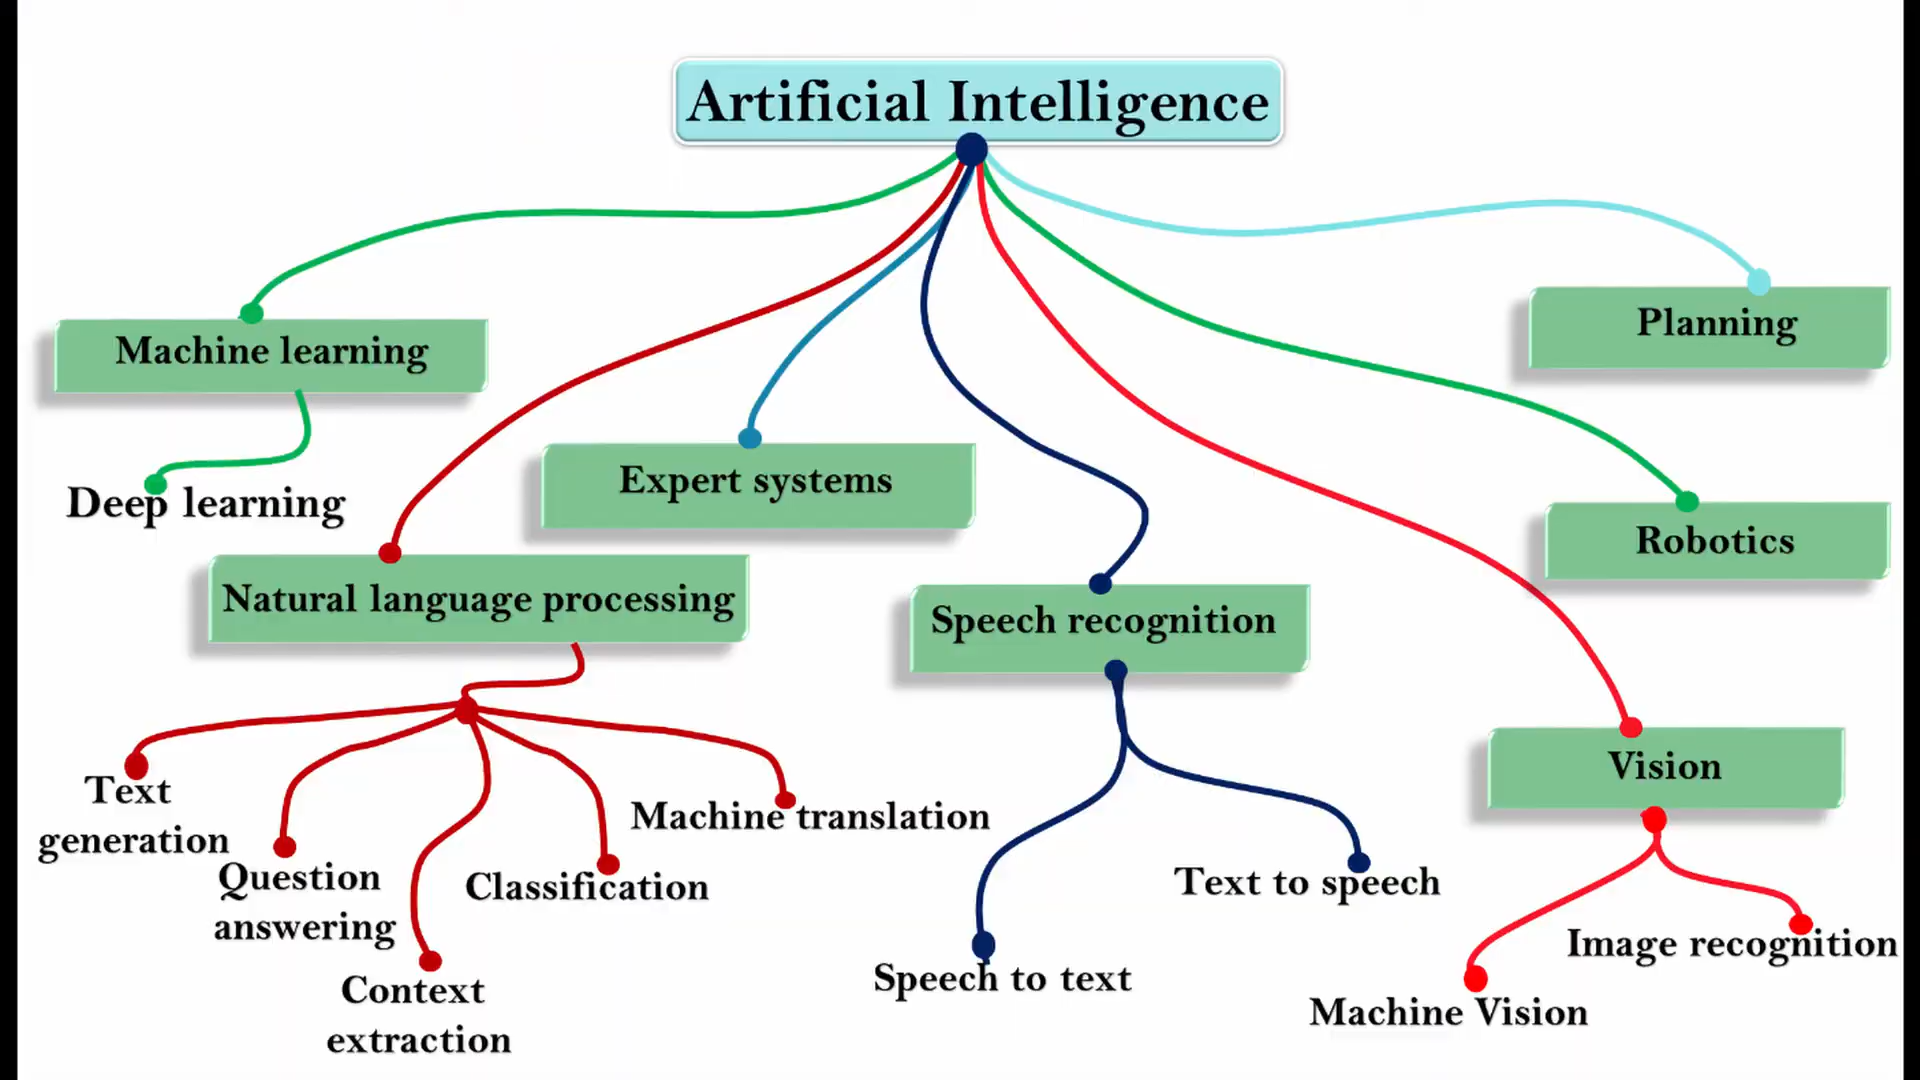 Artificial Intelligence
Machine learning
Deep learning
Natural language processing
Text
generation
Question
answering
Context
extraction
Classification
Machine translation
Expert systems
Speech recognition
Speech to text
Text to speech
Vision
Machine Vision
Image recognition
Robotics
Planning